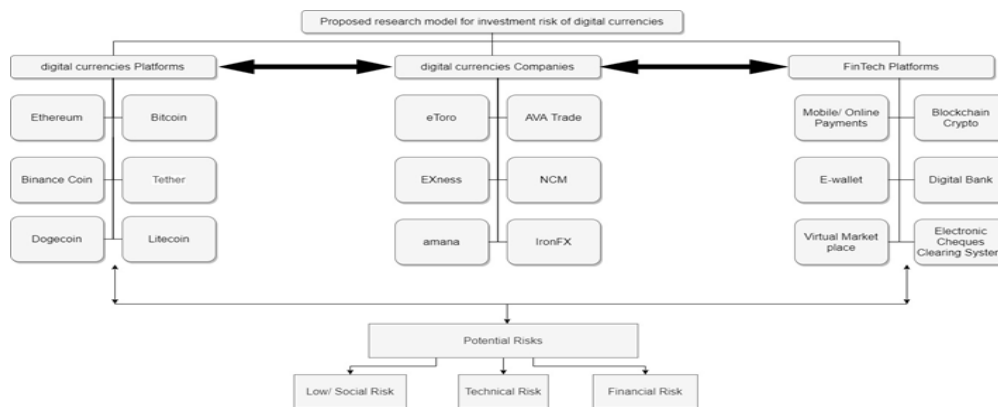 Proposed research model for investment risk of digital currencies
digital currencies Platforms
digital currencies Companies
FinTech Platforms
Ethereum
Bitcoin
eToro
AVA Trade
Mobile/ Online
Payments
Blockchain
Crypto
Binance Coin
Tether
EXness
NCM
E-wallet
Digital Bank
Dogecoin
Litecoin
amana
IronFX
Virtual Market
place
Electronic
Cheques
Clearing System
Potential Risks
Low/ Social Risk
Technical Risk
Financial Risk